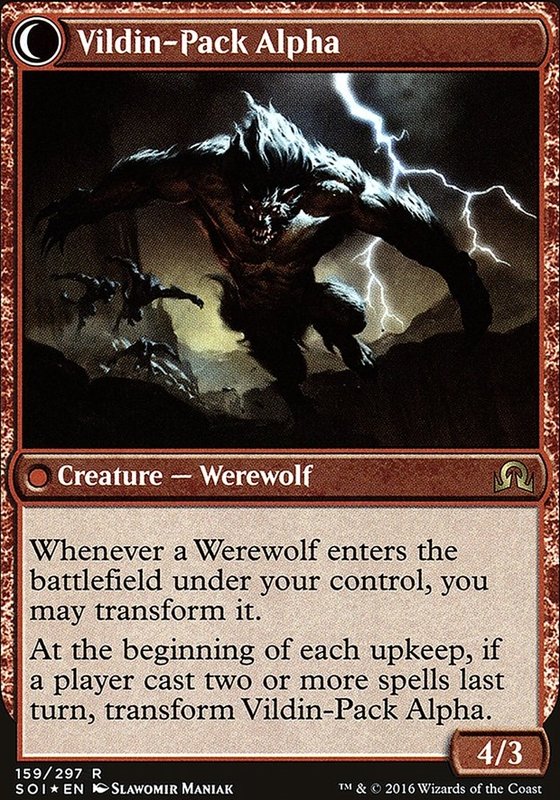 Vildin-Pack Alpha
Creature — Werewolf
Whenever a Werewolf enters the
battlefield under your control, you
may transform it.
At the beginning of each upkeep, if
a player cast two or more spells last
turn, transform Vildin-Pack Alpha.
4/3
159/297 R
SOI★EN Slawomir Maniak
™ & © 2016 Wizards of the Coast